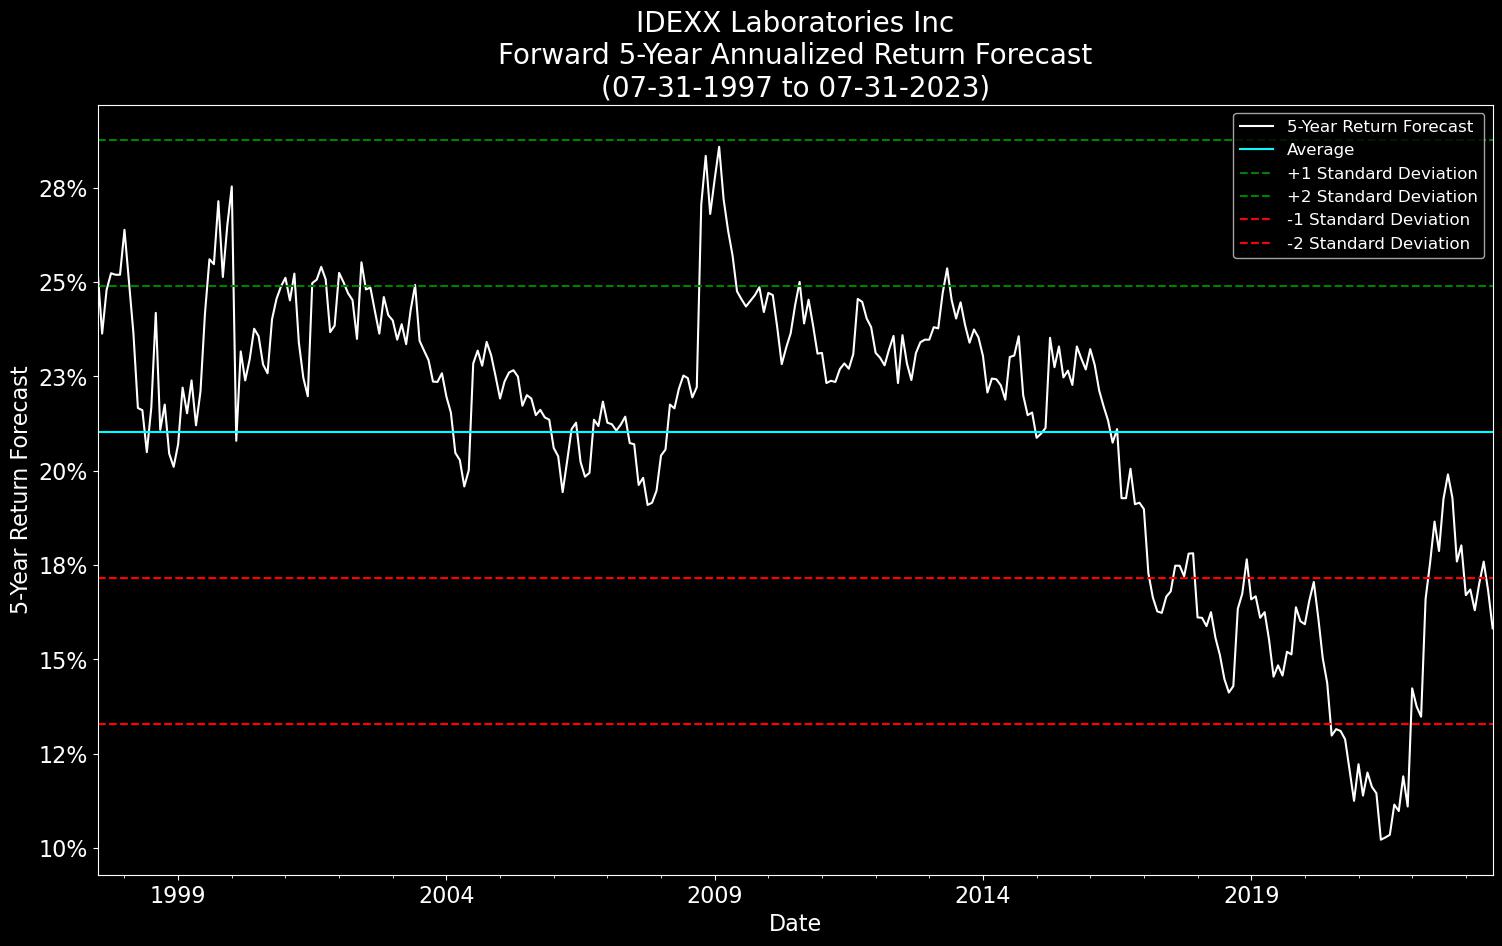 IDEXX Laboratories Inc
Forward 5-Year Annualized Return Forecast
(07-31-1997 to 07-31-2023)
5-Year Return Forecast
Average
+1 Standard Deviation
+2 Standard Deviation
-1 Standard Deviation
-2 Standard Deviation
28%
25%
23%
20%
18%
15%
12%
10%
5-Year Return Forecast
1999
2004
2009
2014
2019
Date